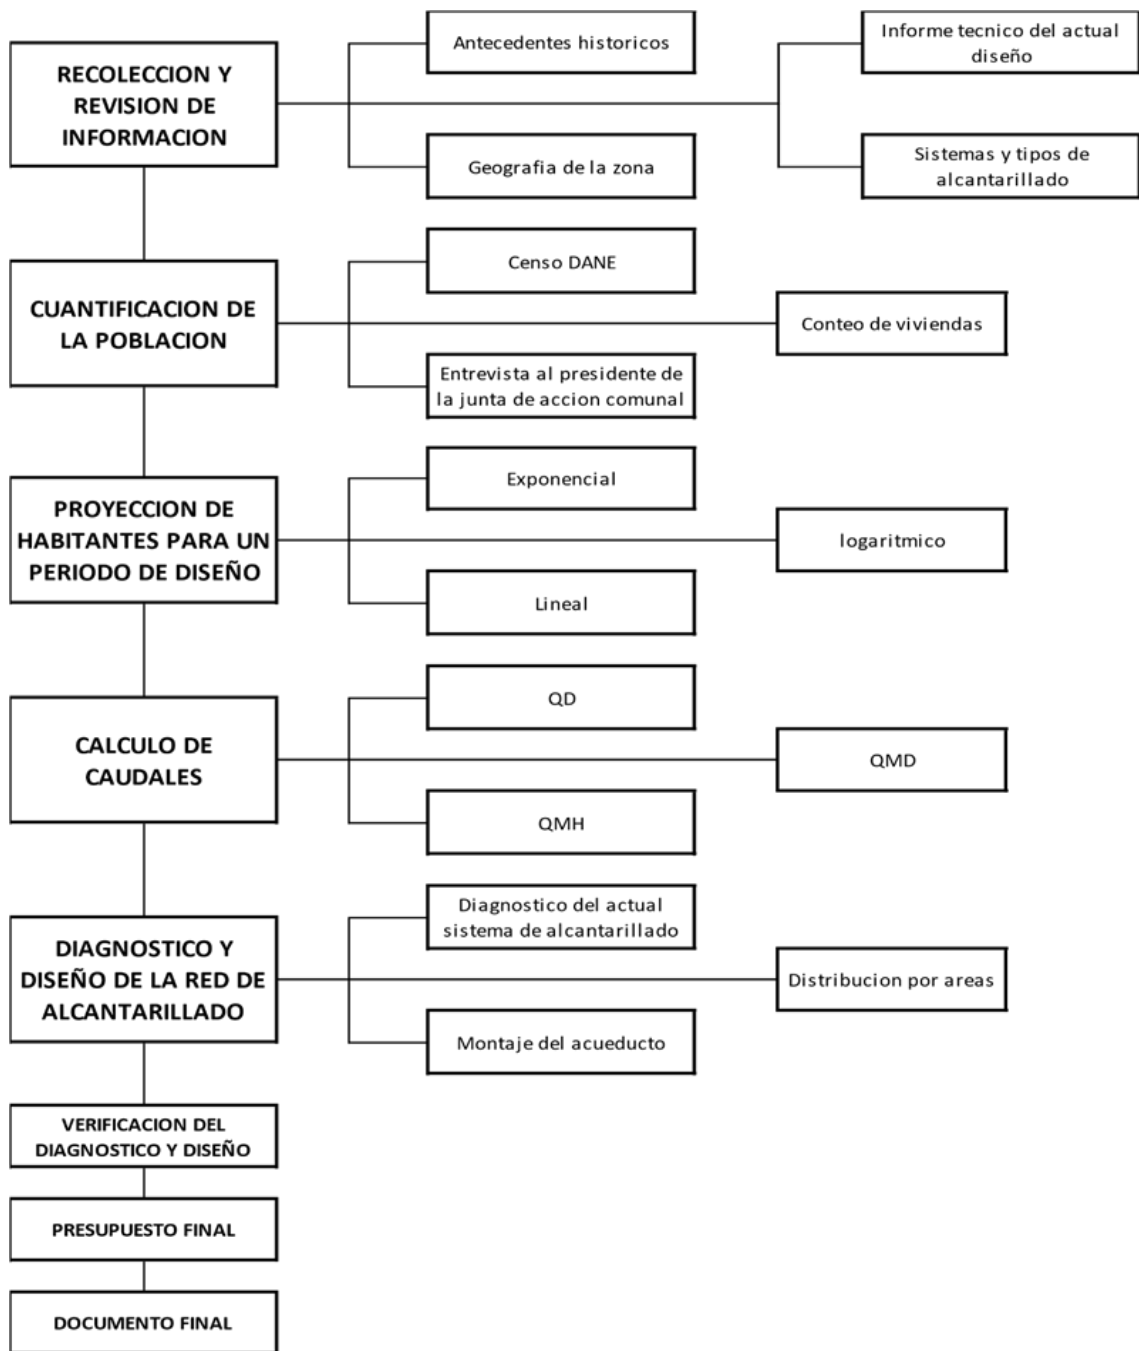 RECOLECCION Y
REVISION DE
INFORMACION
Antecedentes historicos
Geografia de la zona
Informe tecnico del actual
diseño
Sistemas y tipos de
alcantarillado
CUANTIFICACION DE
LA POBLACION
Censo DANE
Entrevista al presidente de
la junta de accion comunal
Conteo de viviendas
PROYECCION DE
HABITANTES PARA UN
PERIODO DE DISEÑO
Exponencial
Lineal
logaritmico
CALCULO DE
CAUDALES
QD
QMH
QMD
DIAGNOSTICO Y
DISEÑO DE LA RED DE
ALCANTARILLADO
Diagnostico del actual
sistema de alcantarillado
Montaje del acueducto
Distribucion por areas
VERIFICACION DEL
DIAGNOSTICO Y DISEÑO
PRESUPUESTO FINAL
DOCUMENTO FINAL